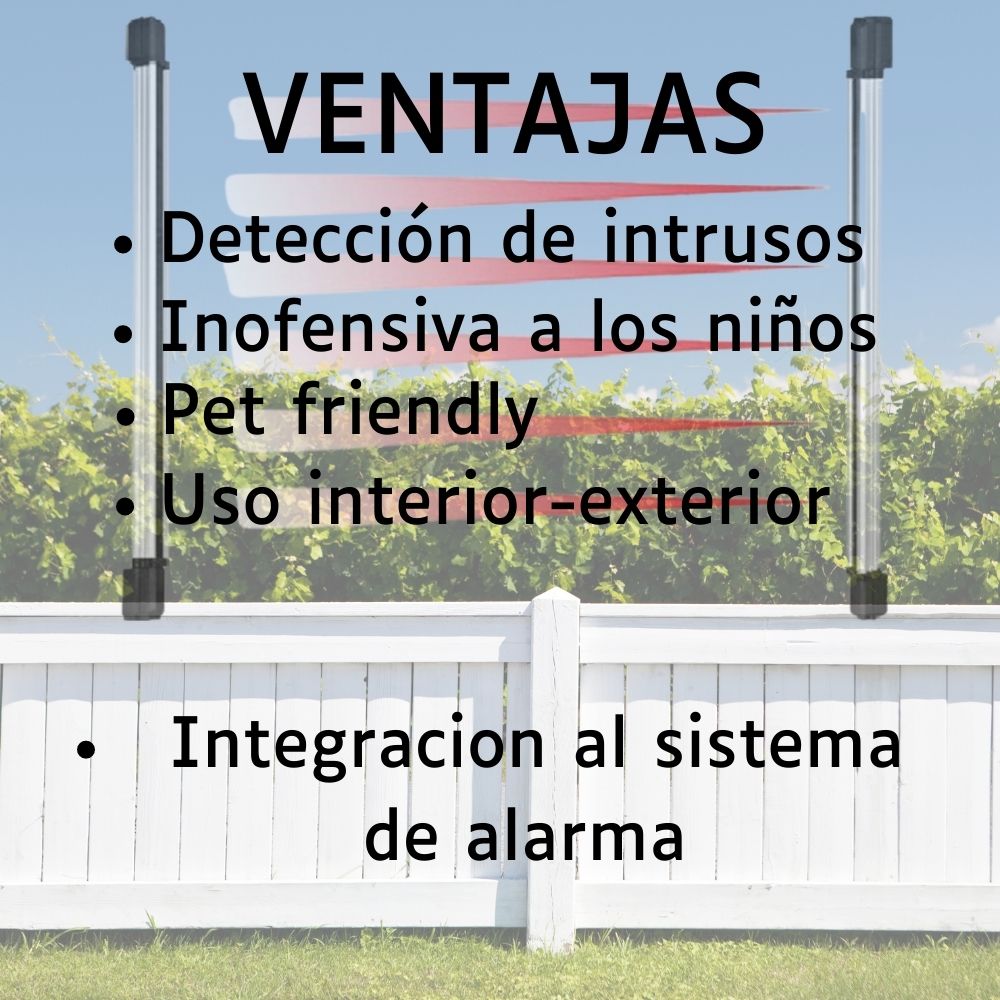 VENTAJAS
• Detección de intrusos
• Inofensiva a los niños
• Pet friendly
• Uso interior-exterior
• Integracion al sistema
de alarma